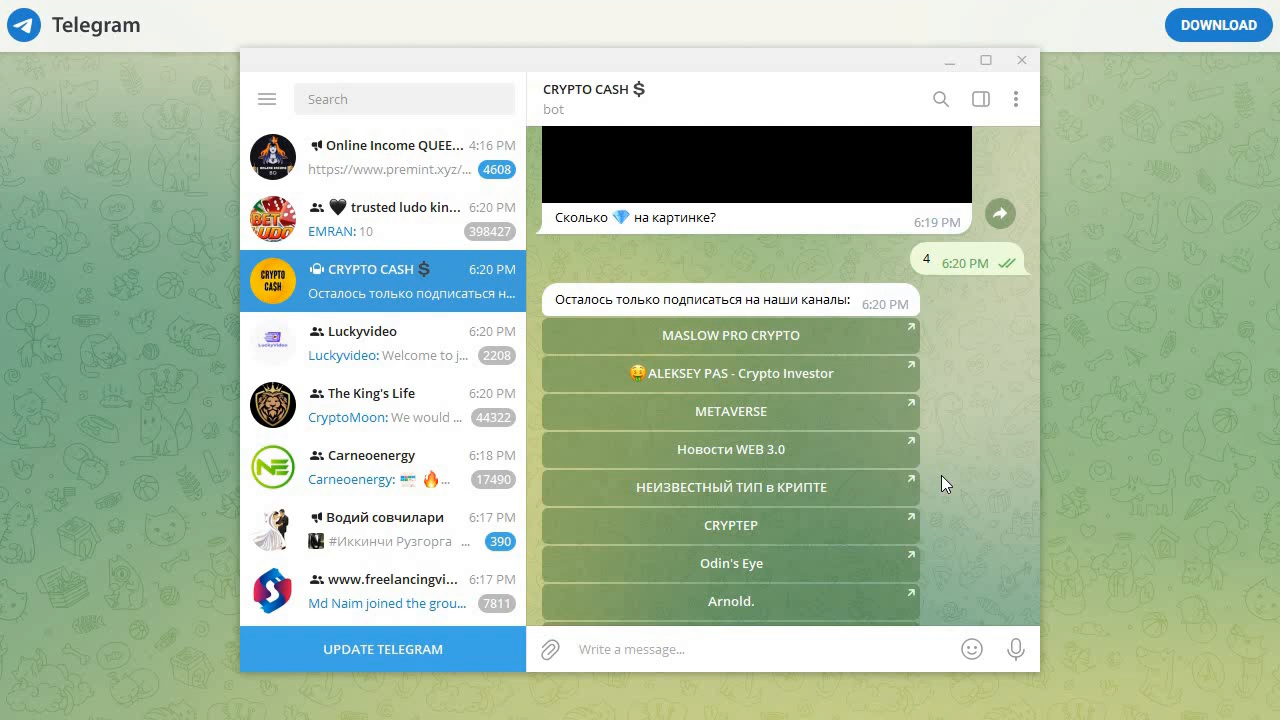 Telegram
DOWNLOAD
Search
CRYPTO CASH $
bot
Online Income QUEE... 4:16 PM
https://www.premint.xyz/... 4608
trusted ludo kin... 6:20 PM
EMRAN: 10 398427
CRYPTO CASH $ 6:20 PM
Осталось только подписаться н...
Luckyvideo 6:20 PM
Luckyvideo: Welcome to j... 2208
The King's Life 6:20 PM
CryptoMoon: We would ... 44322
Carneoenergy 6:18 PM
Carneoenergy: 📰 🔥... 17490
Водий совчилари 6:17 PM
#Иккинчи Рузгорга ... 390
www.freelancingvi... 6:17 PM
Md Naim joined the grou... 7811
UPDATE TELEGRAM
BET
LUDO
CRYPTO
CA$H
LuckyVideo
Сколько 💎 на картинке? 6:19 PM
4 6:20 PM
Осталось только подписаться на наши каналы: 6:20 PM
MASLOW PRO CRYPTO
🤑ALEKSEY PAS - Crypto Investor
METAVERSE
Новости WEB 3.0
НЕИЗВЕСТНЫЙ ТИП в КРИПТЕ
CRYPTEP
Odin's Eye
Arnold.
Write a message...